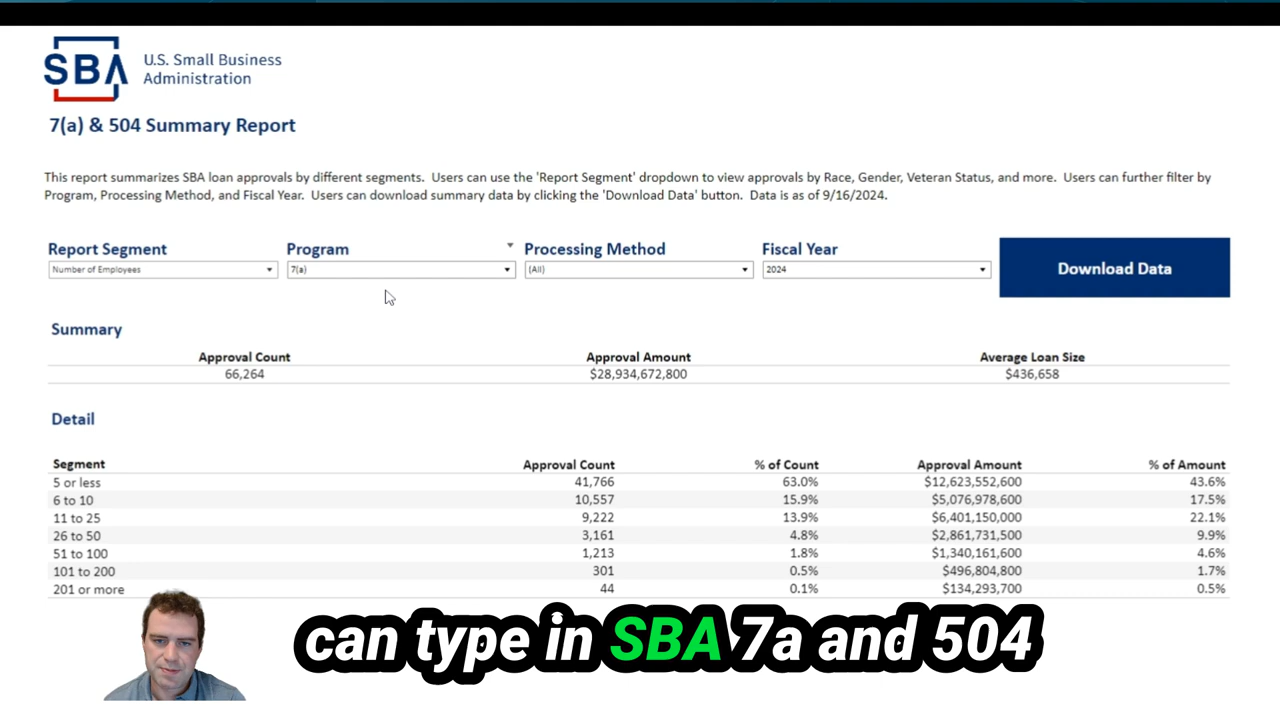 SBA U.S. Small Business
Administration
7(a) & 504 Summary Report
This report summarizes SBA loan approvals by different segments. Users can use the 'Report Segment' dropdown to view approvals by Race, Gender, Veteran Status, and more. Users can further filter by
Program, Processing Method, and Fiscal Year. Users can download summary data by clicking the 'Download Data' button. Data is as of 9/16/2024.
Report Segment Program Processing Method Fiscal Year
Number of Employees 7(a) (All) 2024
Download Data
Summary
Approval Count Approval Amount Average Loan Size
66,264 $28,934,672,800 $436,658
Detail
Segment Approval Count % of Count Approval Amount % of Amount
5 or less 41,766 63.0% $12,623,552,600 43.6%
6 to 10 10,557 15.9% $5,076,978,600 17.5%
11 to 25 9,222 13.9% $6,401,150,000 22.1%
26 to 50 3,161 4.8% $2,861,731,500 9.9%
51 to 100 1,213 1.8% $1,340,161,600 4.6%
101 to 200 301 0.5% $496,804,800 1.7%
201 or more 44 0.1% $134,293,700 0.5%
can type in SBA 7a and 504